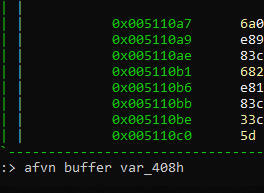 | |
| | 0x005110a7 6a0
| | 0x005110a9 e89
| | 0x005110ae 83c
| | 0x005110b1 682
| | 0x005110b6 e81
| | 0x005110bb 83c
| | 0x005110be 33c
| | 0x005110c0 5d
`--------------------------------
:> afvn buffer var_408h